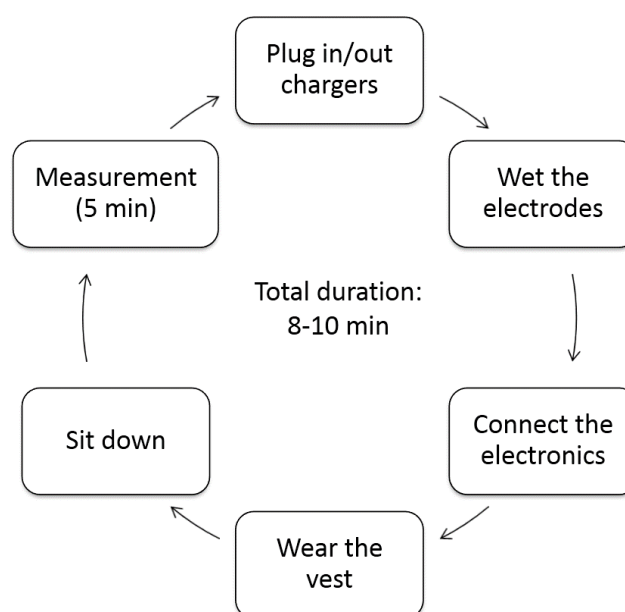 Plug in/out
chargers
Wet the
electrodes
Connect the
electronics
Wear the
vest
Sit down
Measurement
(5 min)
Total duration:
8-10 min